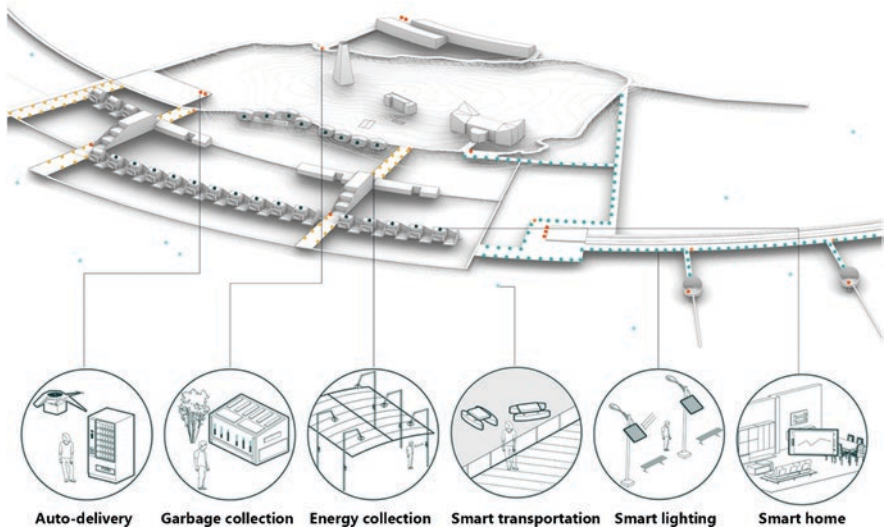 Auto-delivery
Garbage collection
Energy collection
Smart transportation
Smart lighting
Smart home